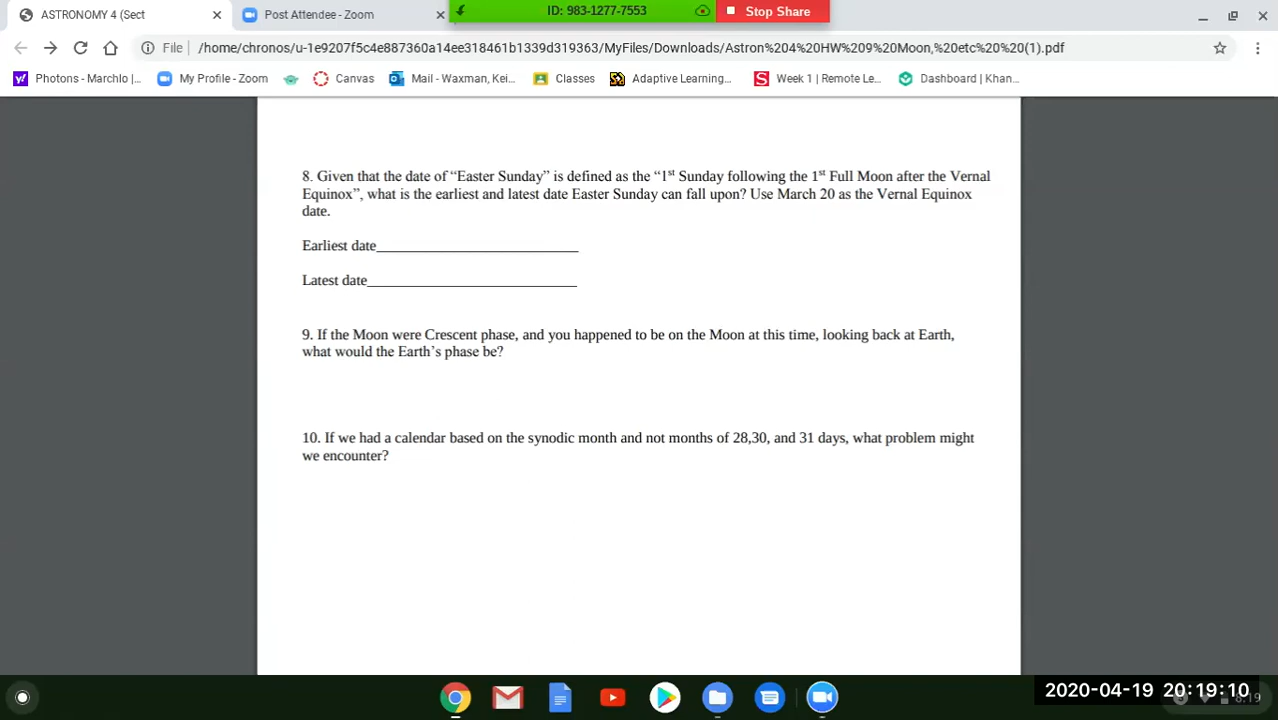 ASTRONOMY 4 (Sect
Post Attendee - Zoom
ID: 983-1277-7553
Stop Share
File
/home/chronos/u-1e9207f5c4e887360a14ee318461b1339d319363/MyFiles/Downloads/Astron%204%20HW%209%20Moon,%20etc%20%20(1).pdf
Photons - Marchlo |...
My Profile - Zoom
Canvas
Mail - Waxman, Kei...
Classes
Adaptive Learning...
Week 1 | Remote Le...
Dashboard | Khan...
8. Given that the date of “Easter Sunday” is defined as the “1st Sunday following the 1st Full Moon after the Vernal
Equinox”, what is the earliest and latest date Easter Sunday can fall upon? Use March 20 as the Vernal Equinox
date.
Earliest date___________________________
Latest date____________________________
9. If the Moon were Crescent phase, and you happened to be on the Moon at this time, looking back at Earth,
what would the Earth’s phase be?
10. If we had a calendar based on the synodic month and not months of 28,30, and 31 days, what problem might
we encounter?
2020-04-19 20:19:10